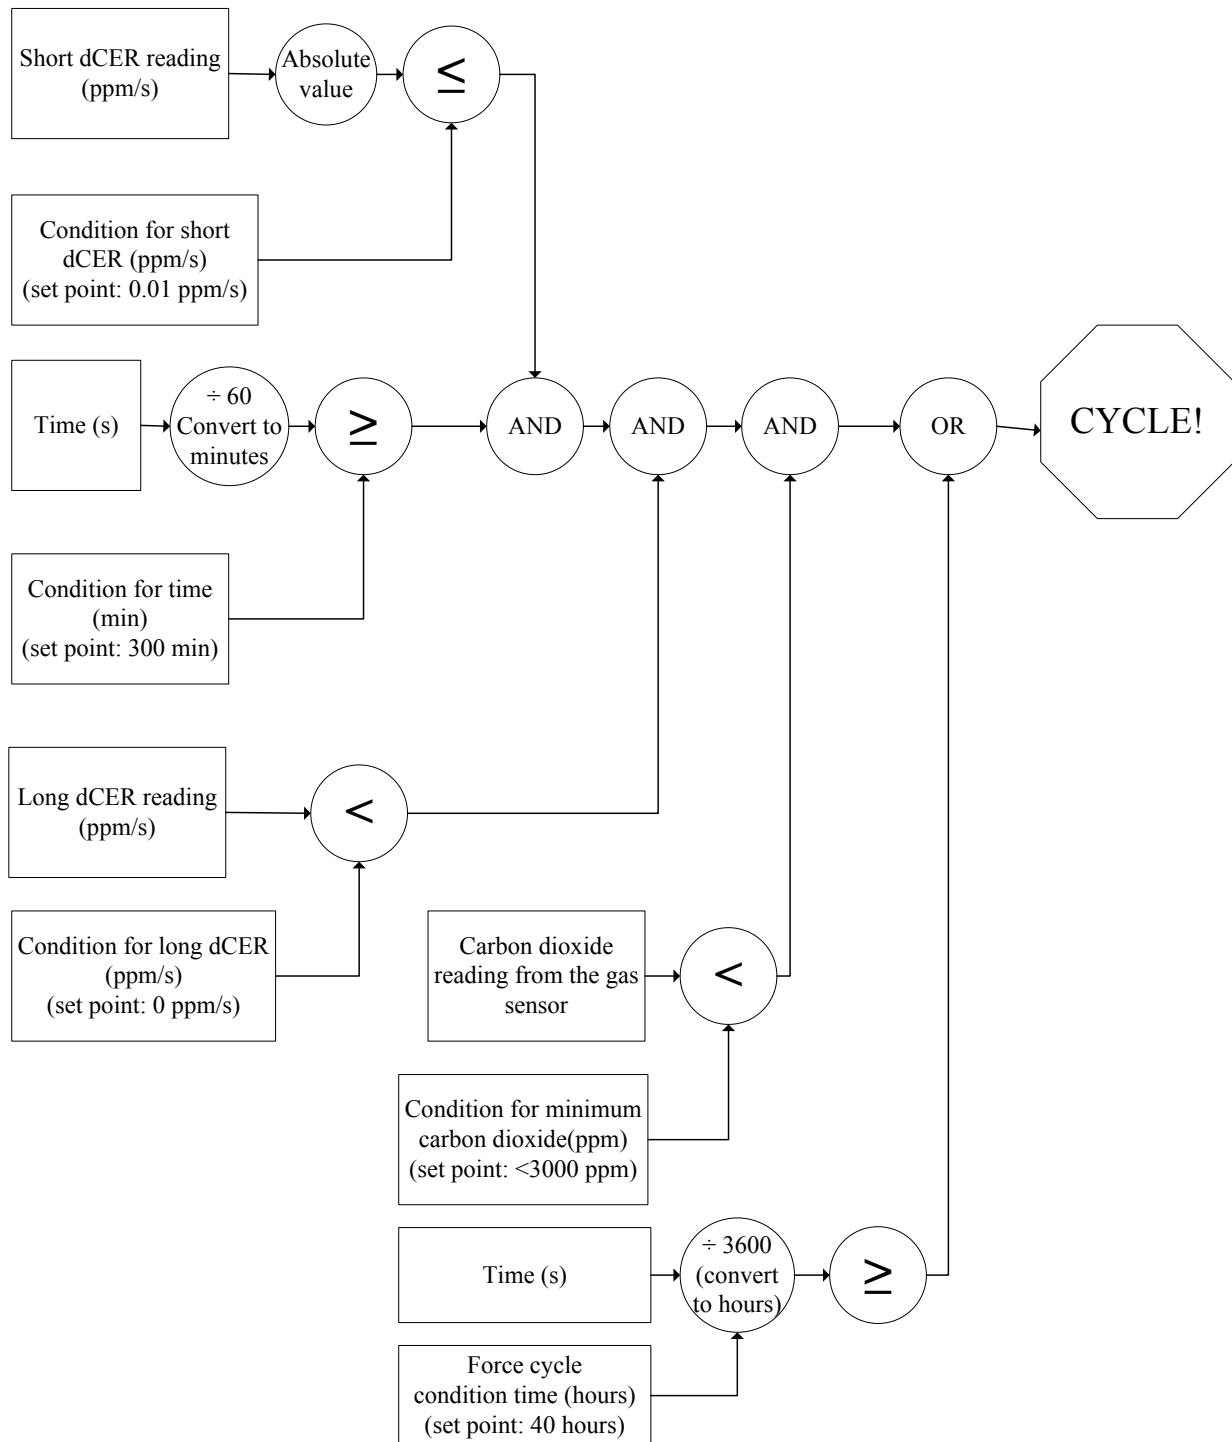 Short dCER reading
(ppm/s)
Absolute
value
≤
Condition for short
dCER (ppm/s)
(set point: 0.01 ppm/s)
Time (s)
÷ 60
Convert to
minutes
≥
AND
AND
AND
OR
CYCLE!
Condition for time
(min)
(set point: 300 min)
Long dCER reading
(ppm/s)
<
Condition for long dCER
(ppm/s)
(set point: 0 ppm/s)
Carbon dioxide
reading from the gas
sensor
<
Condition for minimum
carbon dioxide(ppm)
(set point: <3000 ppm)
Time (s)
÷ 3600
(convert
to hours)
≥
Force cycle
condition time (hours)
(set point: 40 hours)